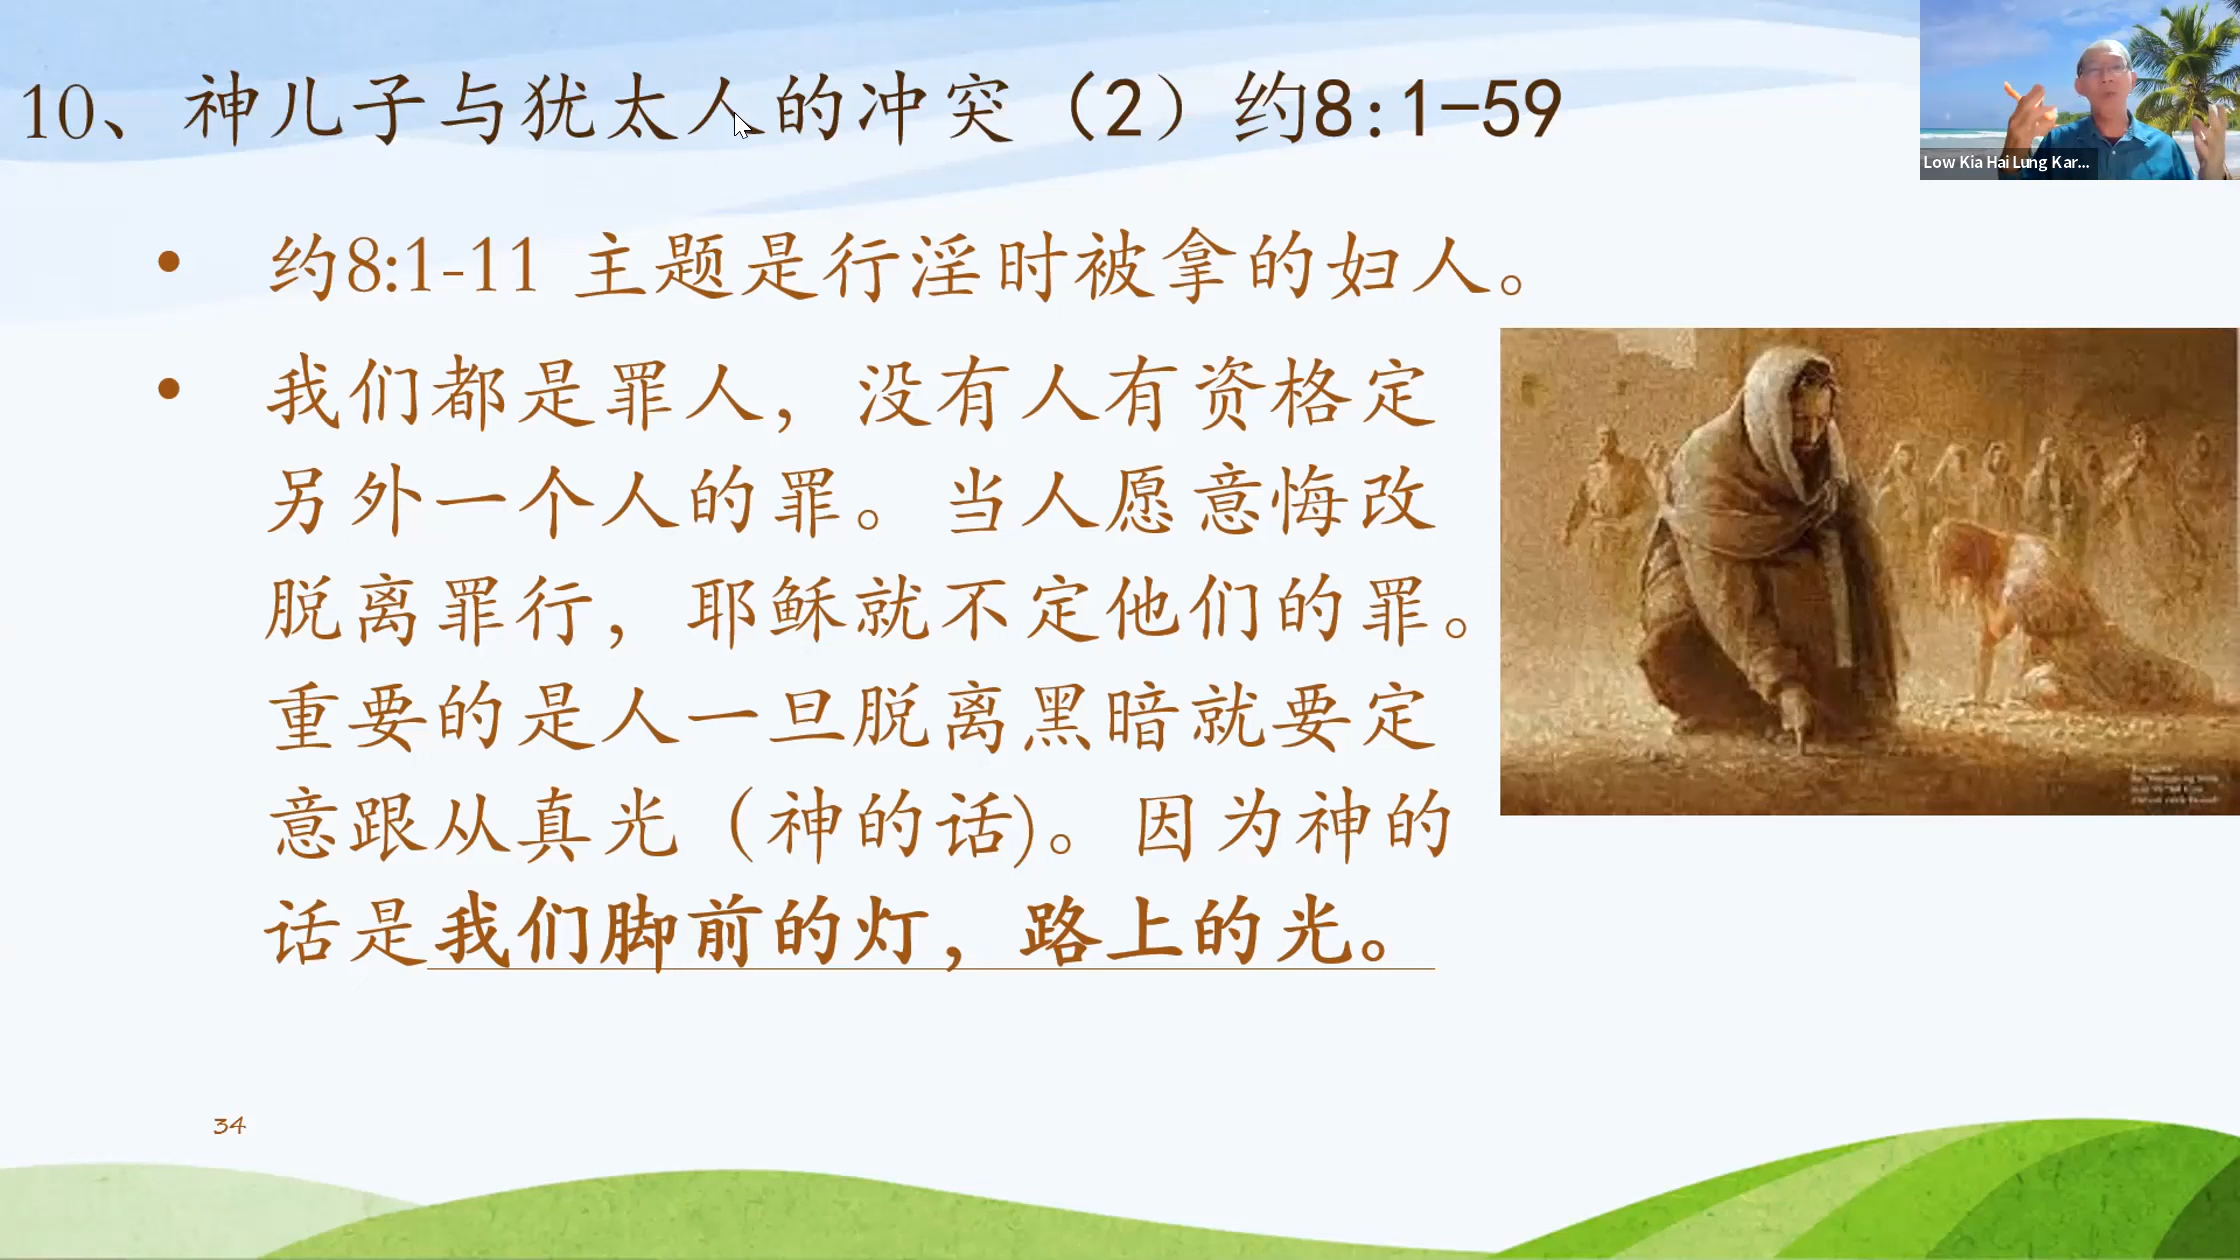 10、神儿子与犹太人的冲突（2）约8:1-59
Low Kia Hai Lung Kar...
• 约8:1-11 主题是行淫时被拿的妇人。
• 我们都是罪人，没有人有资格定
另外一个人的罪。当人愿意悔改
脱离罪行，耶稣就不定他们的罪。
重要的是人一旦脱离黑暗就要定
意跟从真光（神的话)。因为神的
话是我们脚前的灯，路上的光。
34